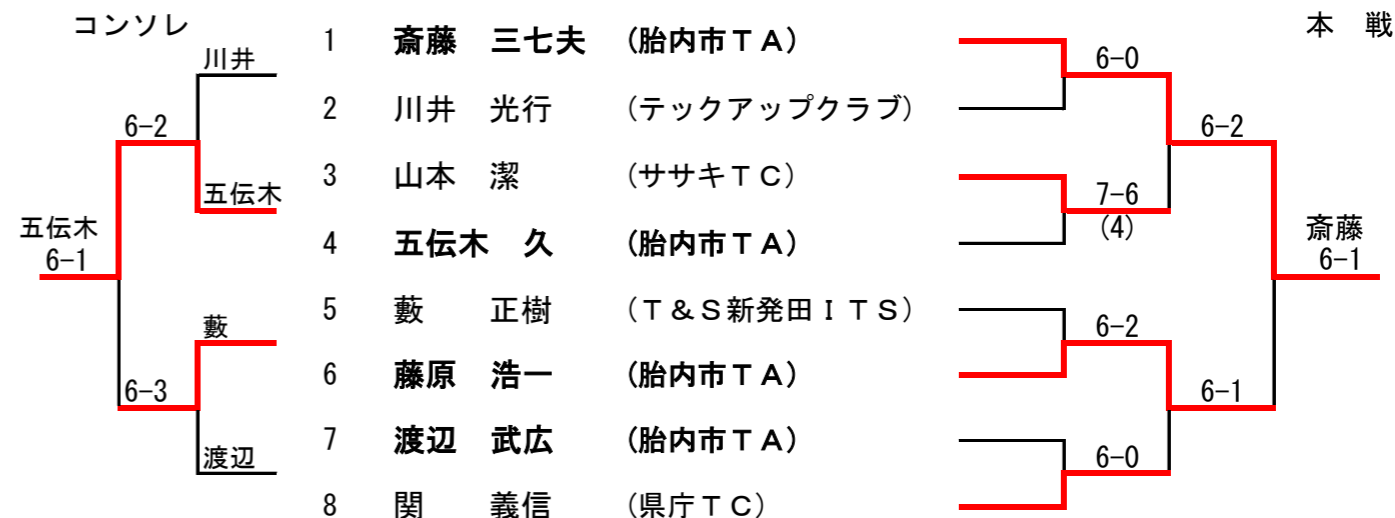 コンソレ
本　戦
川井
1 斎藤　三七夫 (胎内市ＴＡ)
6-0
2 川井　光行 (テックアップクラブ)
6-2
6-2
3 山本　潔 (ササキＴＣ)
五伝木
7-6
(4)
五伝木
6-1
4 五伝木　久 (胎内市ＴＡ)
斎藤
6-1
5 藪　　正樹 (Ｔ＆Ｓ新発田ＩＴＳ)
藪
6-2
6 藤原　浩一 (胎内市ＴＡ)
6-3
6-1
7 渡辺　武広 (胎内市ＴＡ)
渡辺
6-0
8 関　　義信 (県庁ＴＣ)